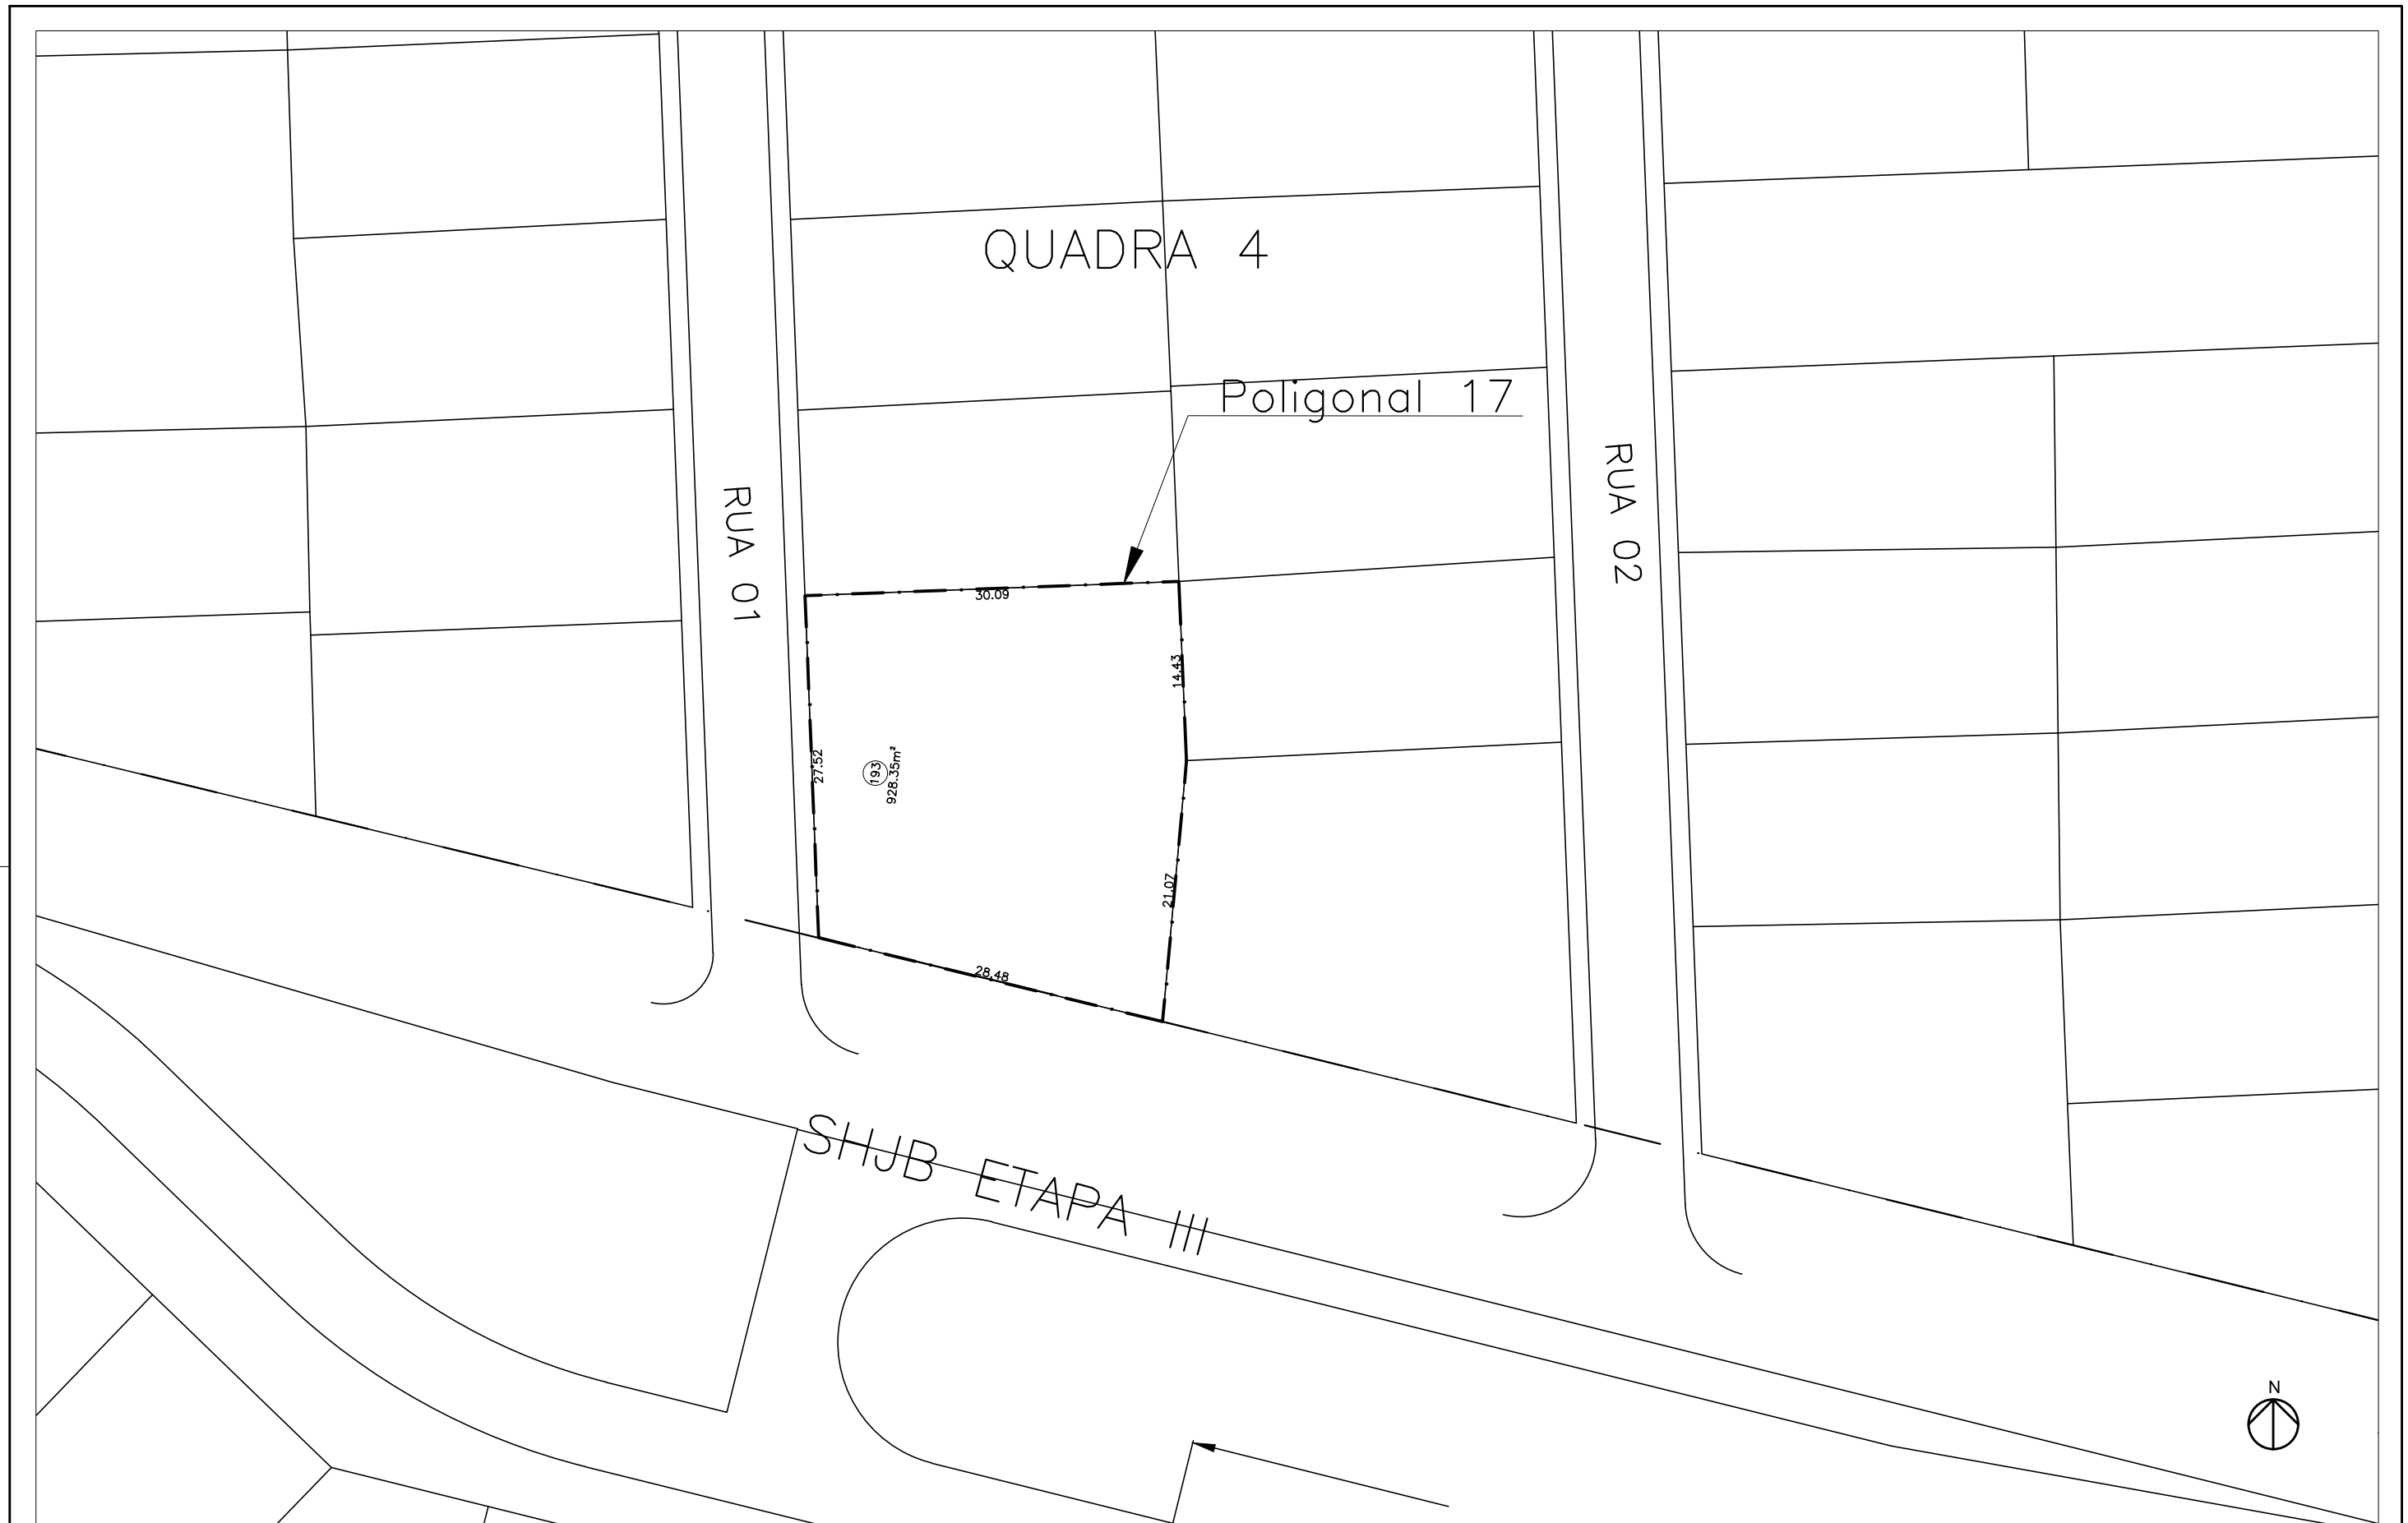 QUADRA 4
Poligonal 17
RUA 01
RUA 02
30.09
14.43
27.52
193
928.35m²
21.07
28.48
SHJB ETAPA III
N